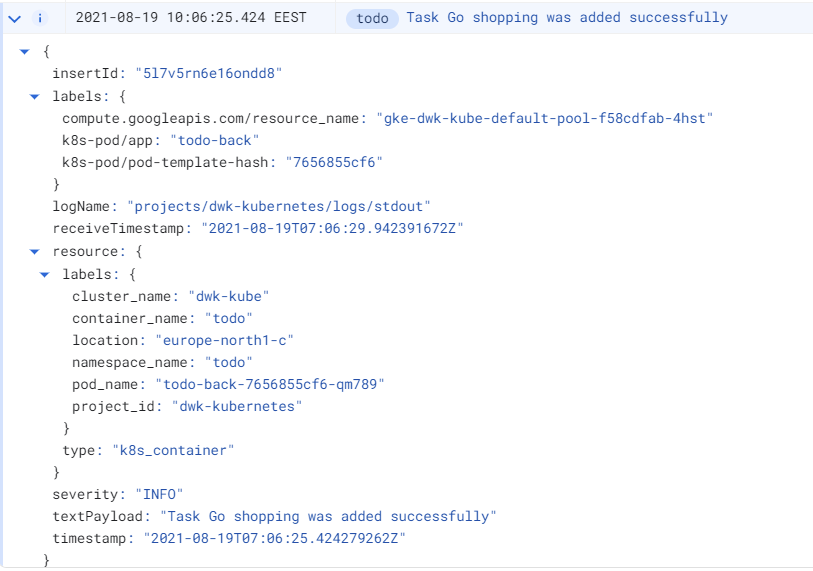 2021-08-19 10:06:25.424 EEST todo Task Go shopping was added successfully
{
insertId: "5l7v5rn6e16ondd8"
labels: {
compute.googleapis.com/resource_name: "gke-dwk-kube-default-pool-f58cdfab-4hst"
k8s-pod/app: "todo-back"
k8s-pod/pod-template-hash: "7656855cf6"
}
logName: "projects/dwk-kubernetes/logs/stdout"
receiveTimestamp: "2021-08-19T07:06:29.942391672Z"
resource: {
labels: {
cluster_name: "dwk-kube"
container_name: "todo"
location: "europe-north1-c"
namespace_name: "todo"
pod_name: "todo-back-7656855cf6-qm789"
project_id: "dwk-kubernetes"
}
type: "k8s_container"
}
severity: "INFO"
textPayload: "Task Go shopping was added successfully"
timestamp: "2021-08-19T07:06:25.424279262Z"
}